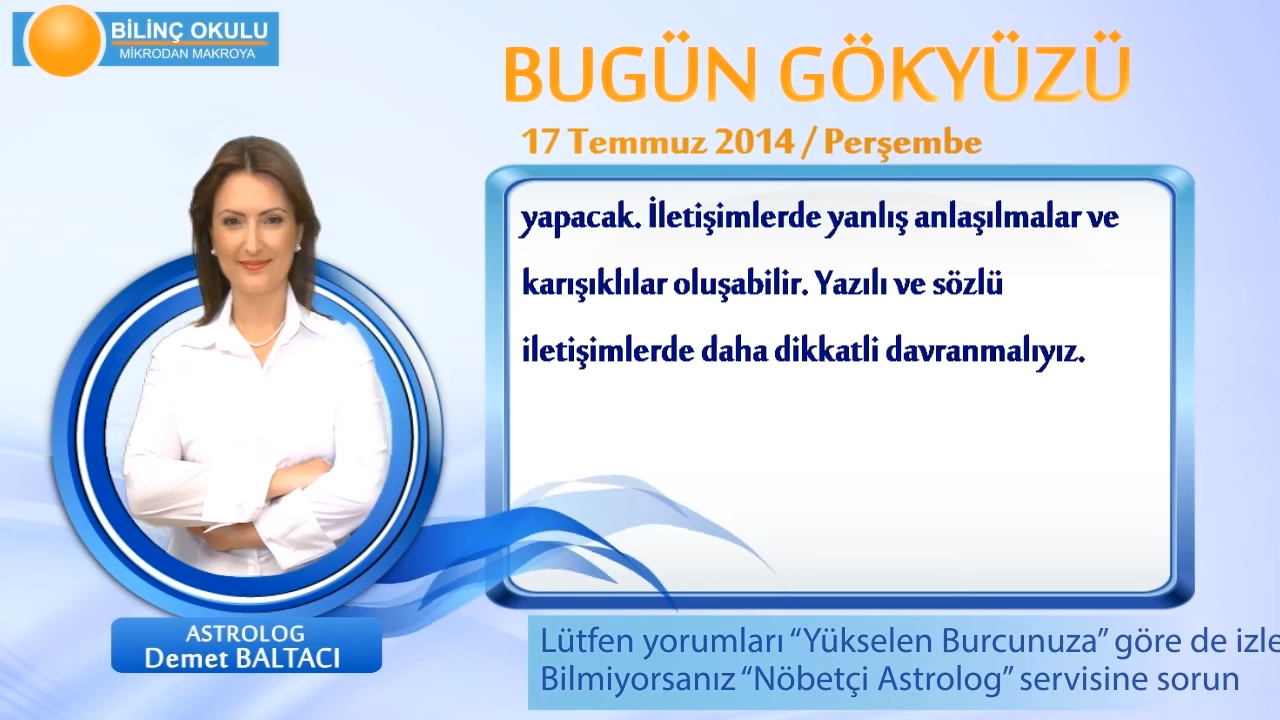 BİLİNÇ OKULU
MİKRODAN MAKROYA
BUGÜN GÖKYÜZÜ
17 Temmuz 2014 / Perşembe
yapacak. İletişimlerde yanlış anlaşılmalar ve
karışıklılar oluşabilir. Yazılı ve sözlü
iletişimlerde daha dikkatli davranmalıyız.
ASTROLOG
Demet BALTACI
Lütfen yorumları “Yükselen Burcunuza” göre de izle
Bilmiyorsanız “Nöbetçi Astrolog” servisine sorun